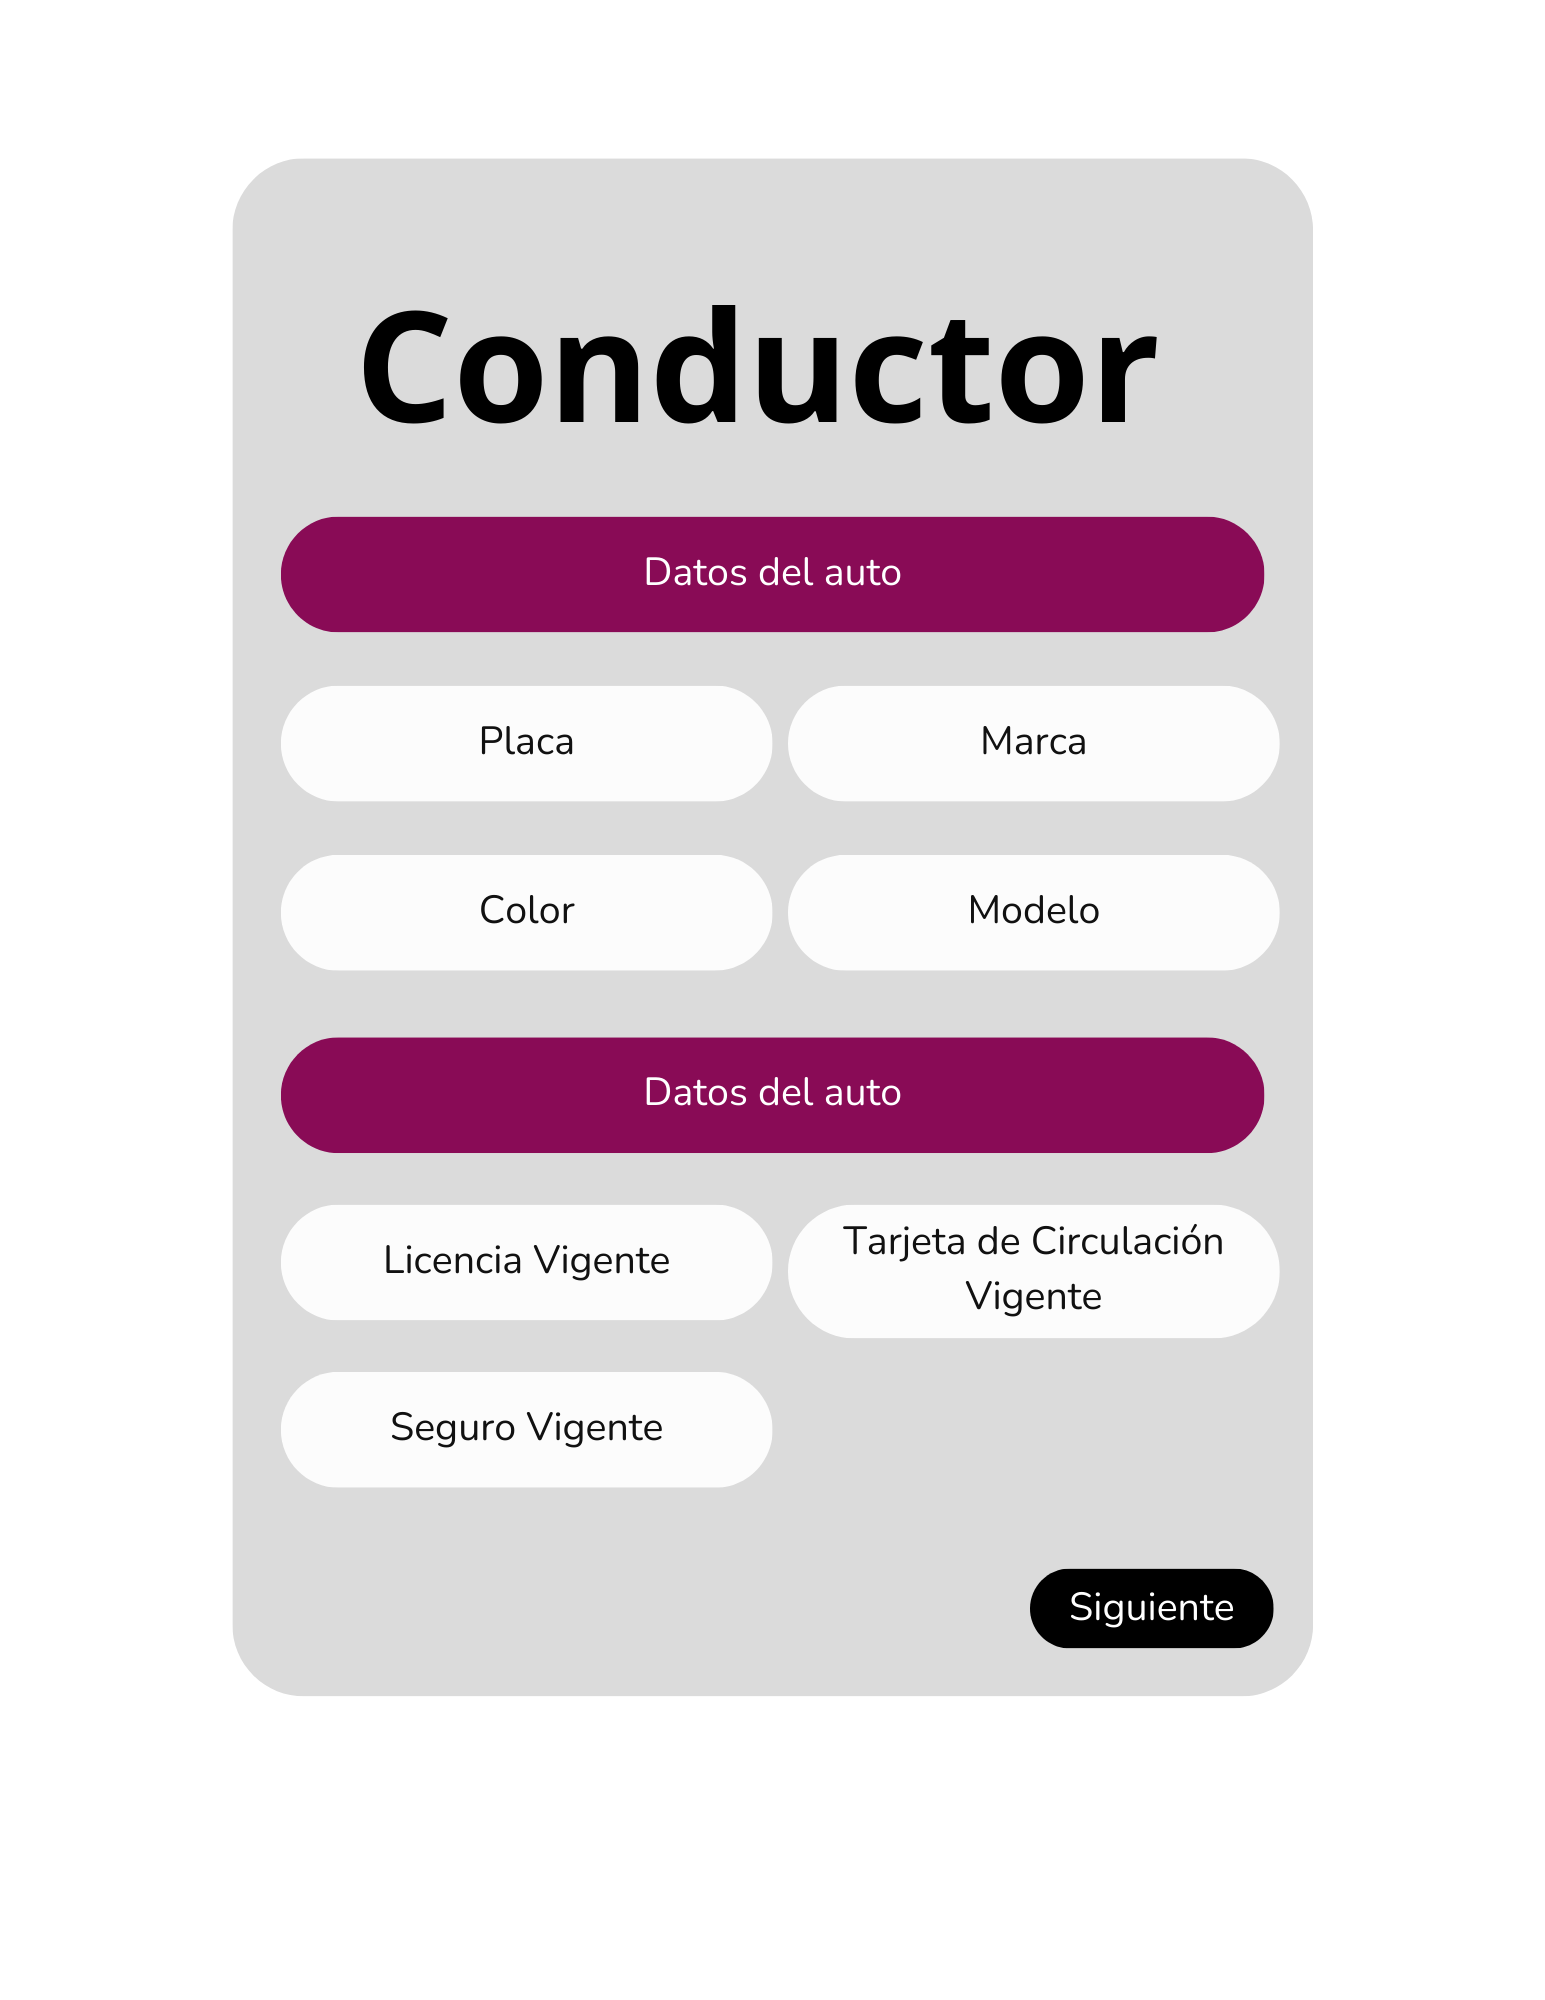 Conductor
Datos del auto
Placa
Marca
Color
Modelo
Datos del auto
Licencia Vigente
Tarjeta de Circulación
Vigente
Seguro Vigente
Siguiente